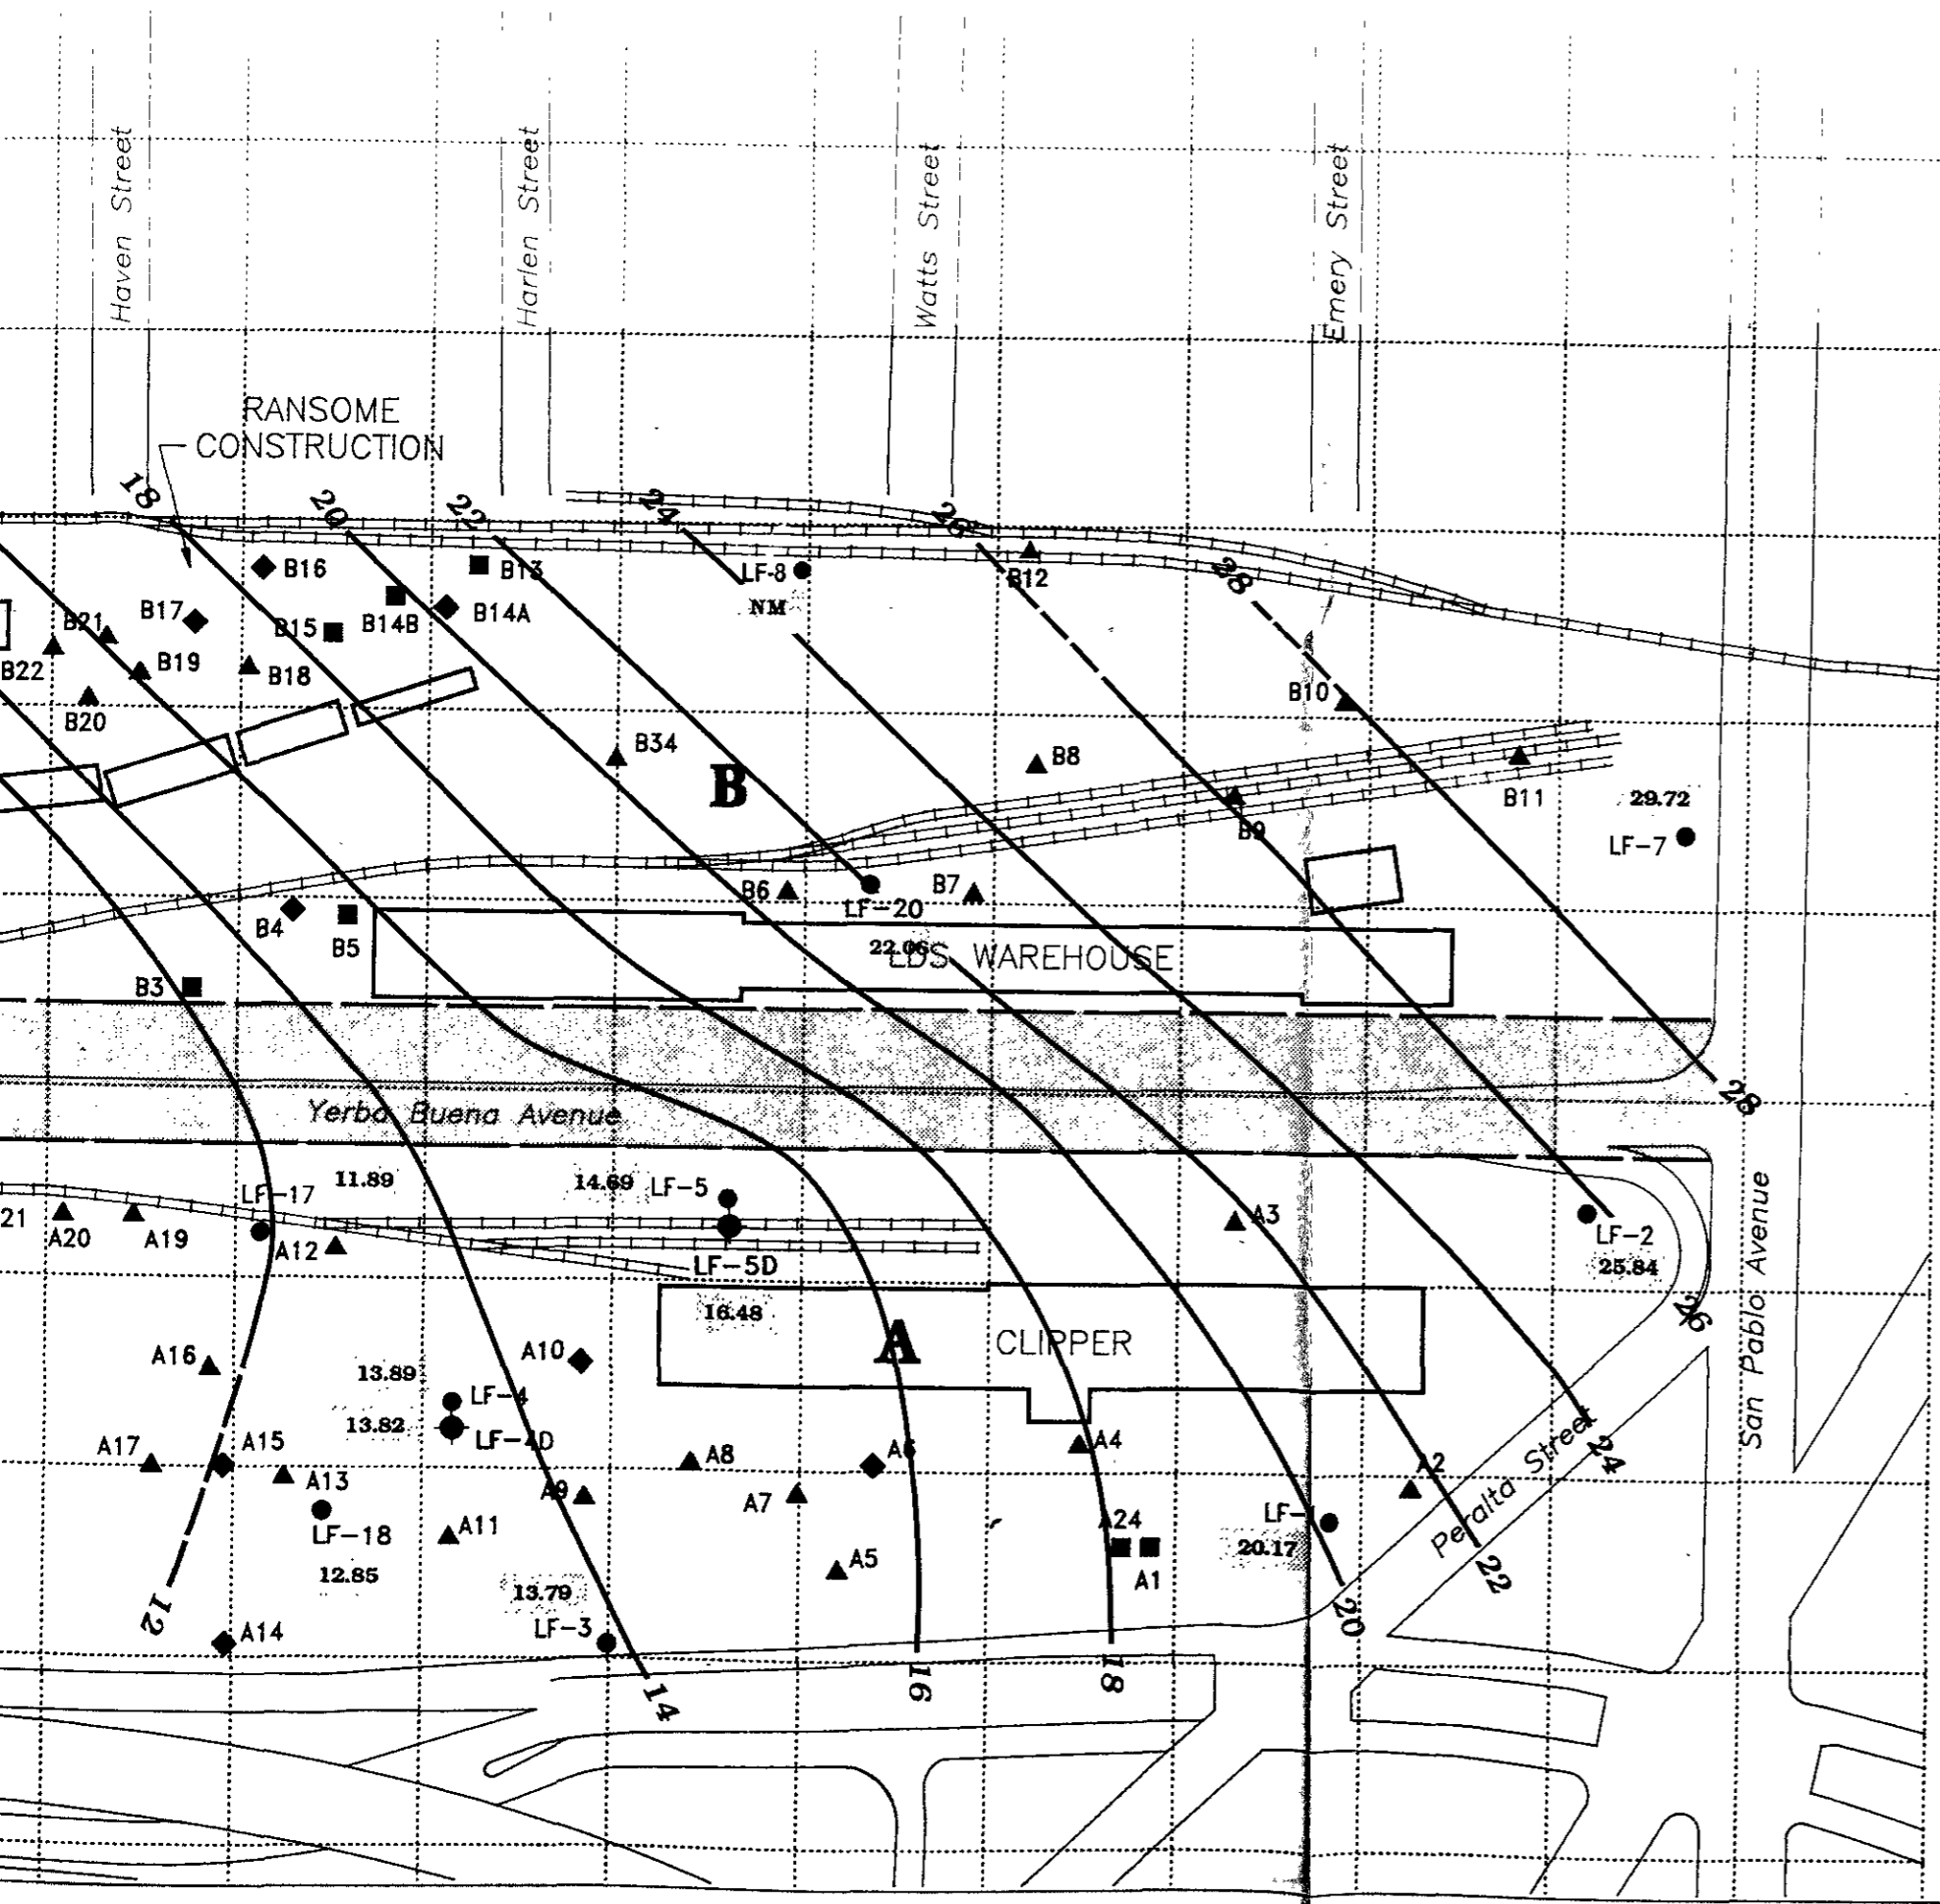 Haven Street
Harlen Street
Watts Street
Emery Street
RANSOME
CONSTRUCTION
18
20
22
24
26
28
B16
B13
LF-8
NM
B12
B17
B14B
B14A
B15
B21
B22
B19
B18
B20
B10
B34
B
B8
B11
29.72
LF-7
B9
B6
B7
LF-20
22.06
LDS WAREHOUSE
B4
B5
B3
Yerba Buena Avenue
28
11.89
LF-17
14.69
LF-5
21
A20
A19
A12
LF-5D
A3
LF-2
25.84
26
San Pablo Avenue
16.48
A
CLIPPER
A16
A10
13.89
LF-4
13.82
LF-4D
A17
A15
A13
A8
A6
A4
A2
24
Peralta Street
A9
A7
LF-1
LF-18
A11
A24
20.17
12.85
13.79
A5
A1
22
12
A14
LF-3
14
16
18
20